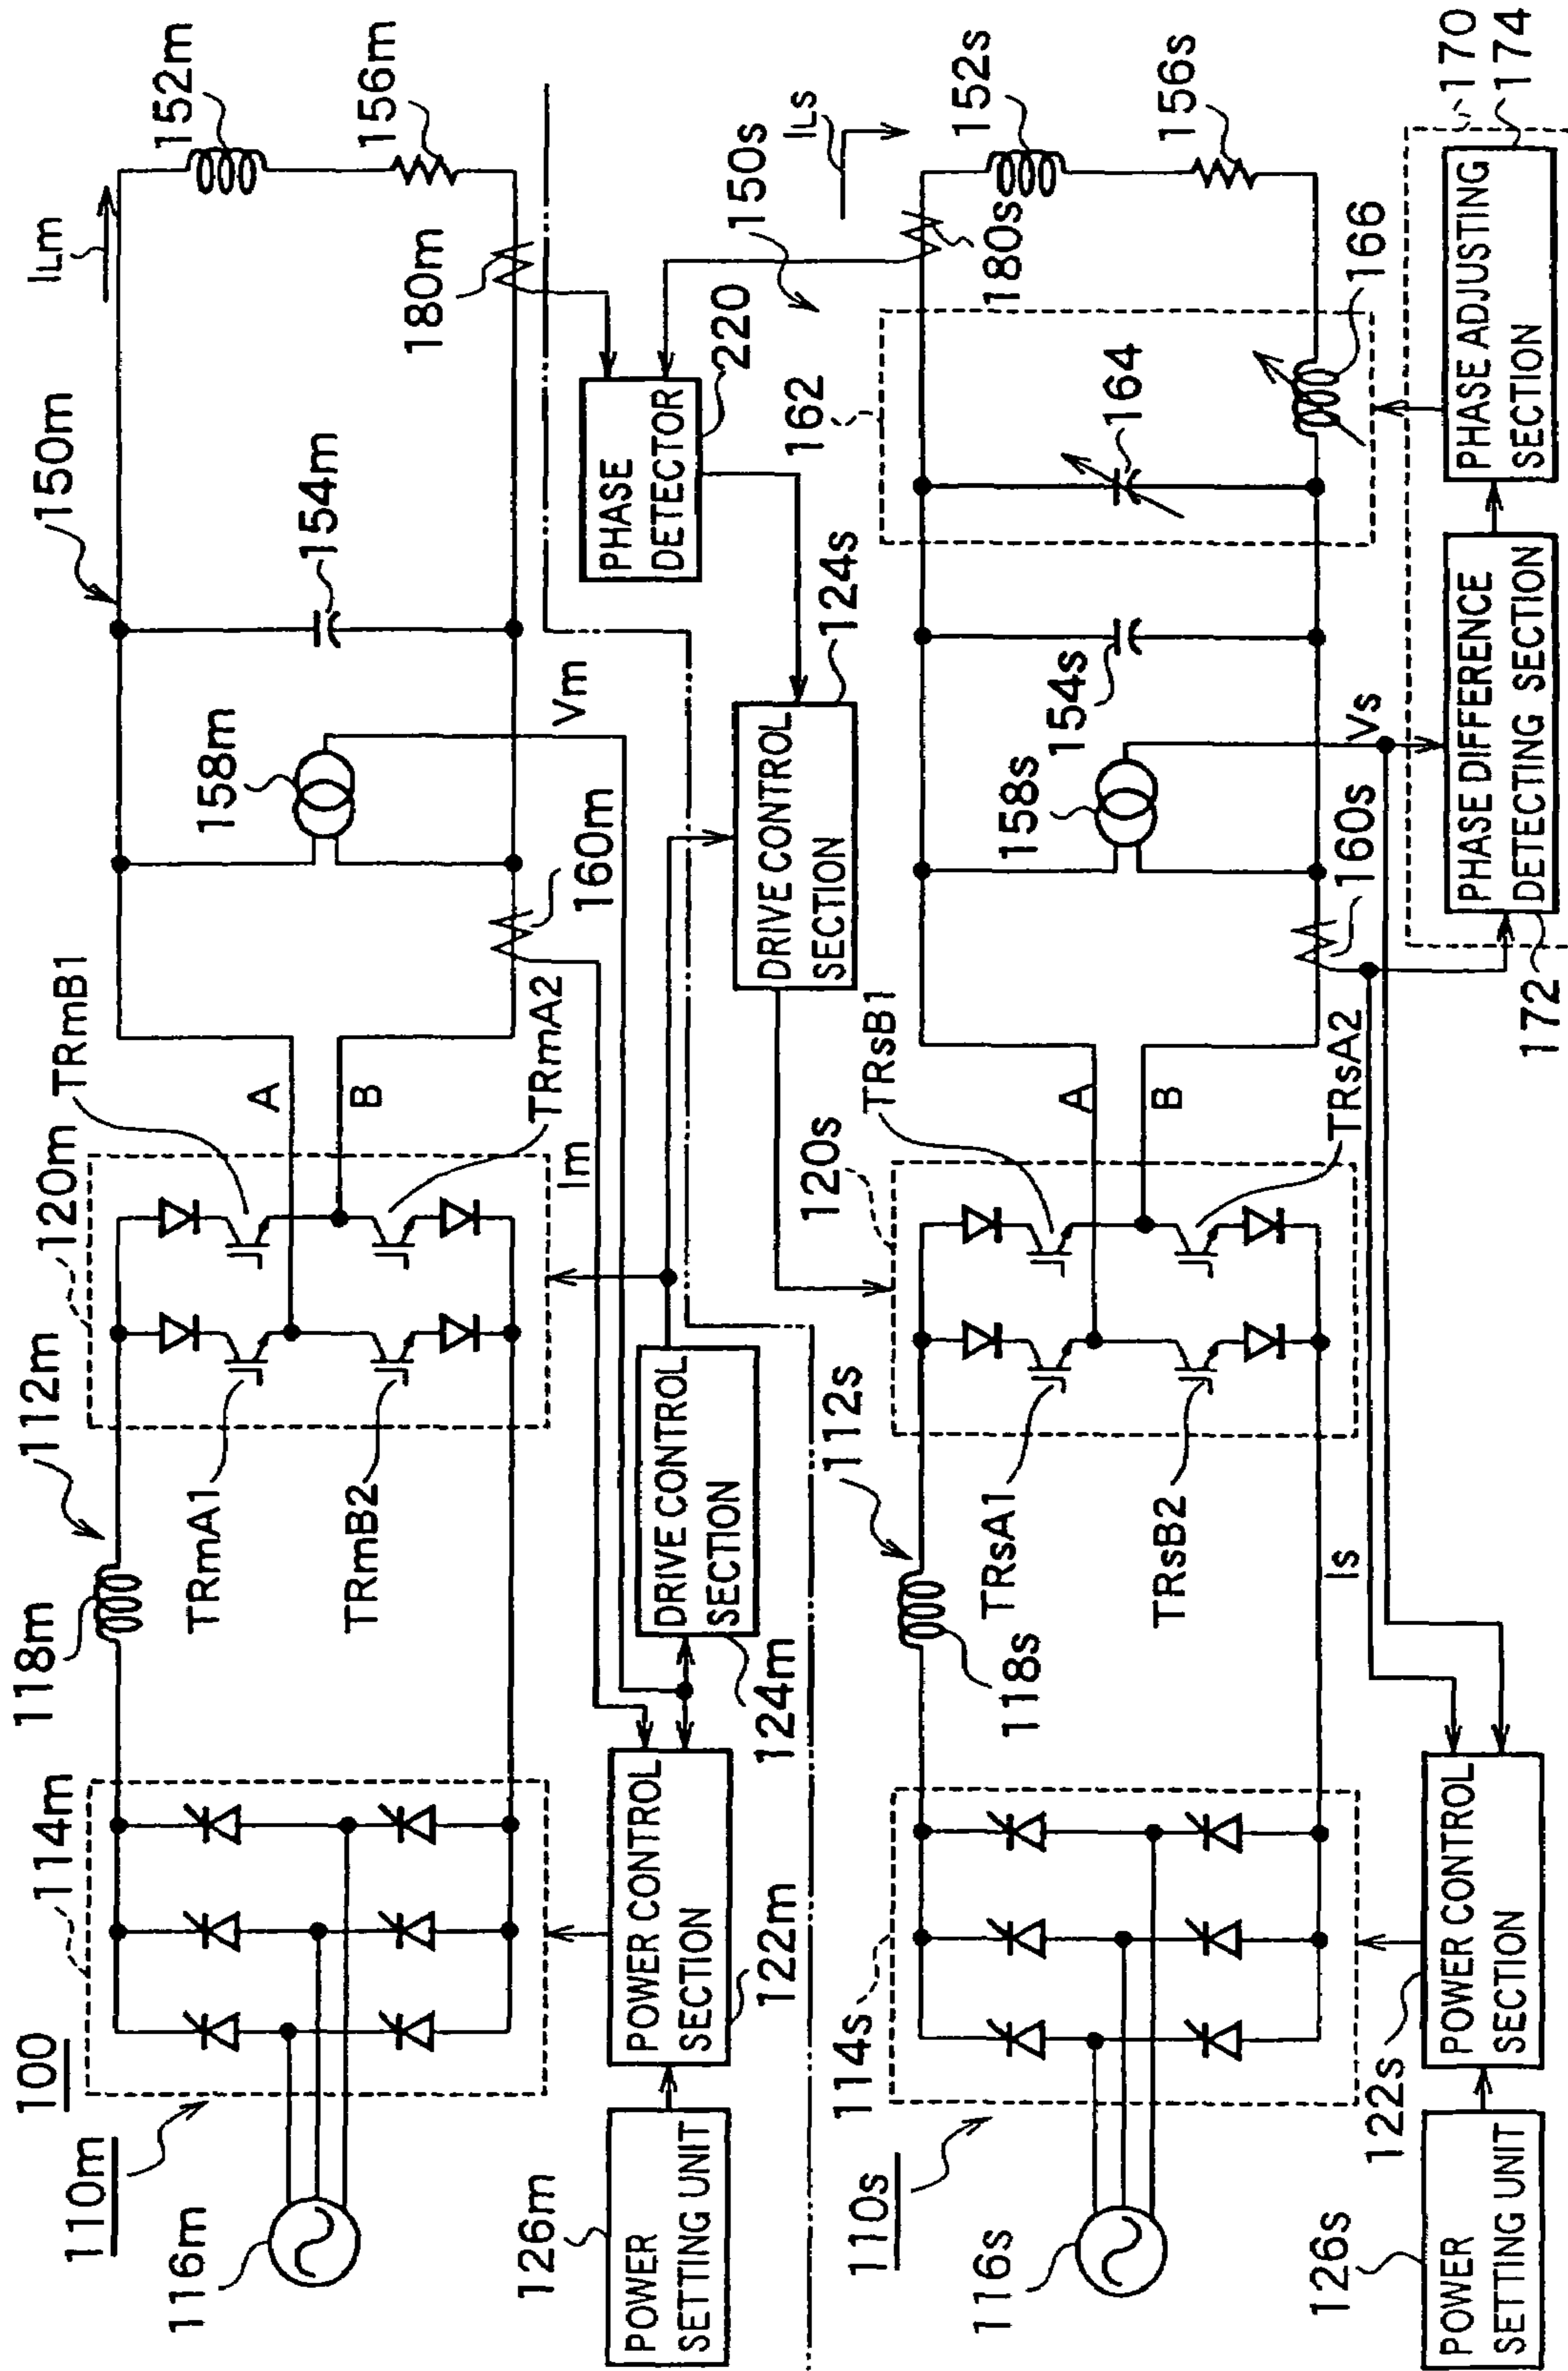 100
110m
114m
118m
112m
120m
TRmB1
150m
ILm
152m
116m
TRmA1
A
158m
154m
156m
TRmB2
B
Vm
180m
TRmA2
160m
Im
126m
POWER
SETTING UNIT
POWER CONTROL
SECTION
122m
DRIVE CONTROL
SECTION
124m
PHASE
DETECTOR
220
DRIVE CONTROL
SECTION
124s
150s
ILs
162
110s
114s
118s
112s
120s
TRsB1
180s
152s
116s
TRsA1
A
158s
154s
164
156s
TRsB2
B
Vs
166
TRsA2
160s
Is
126s
POWER
SETTING UNIT
122s
POWER CONTROL
SECTION
172
PHASE DIFFERENCE
DETECTING SECTION
PHASE ADJUSTING
SECTION
170
174